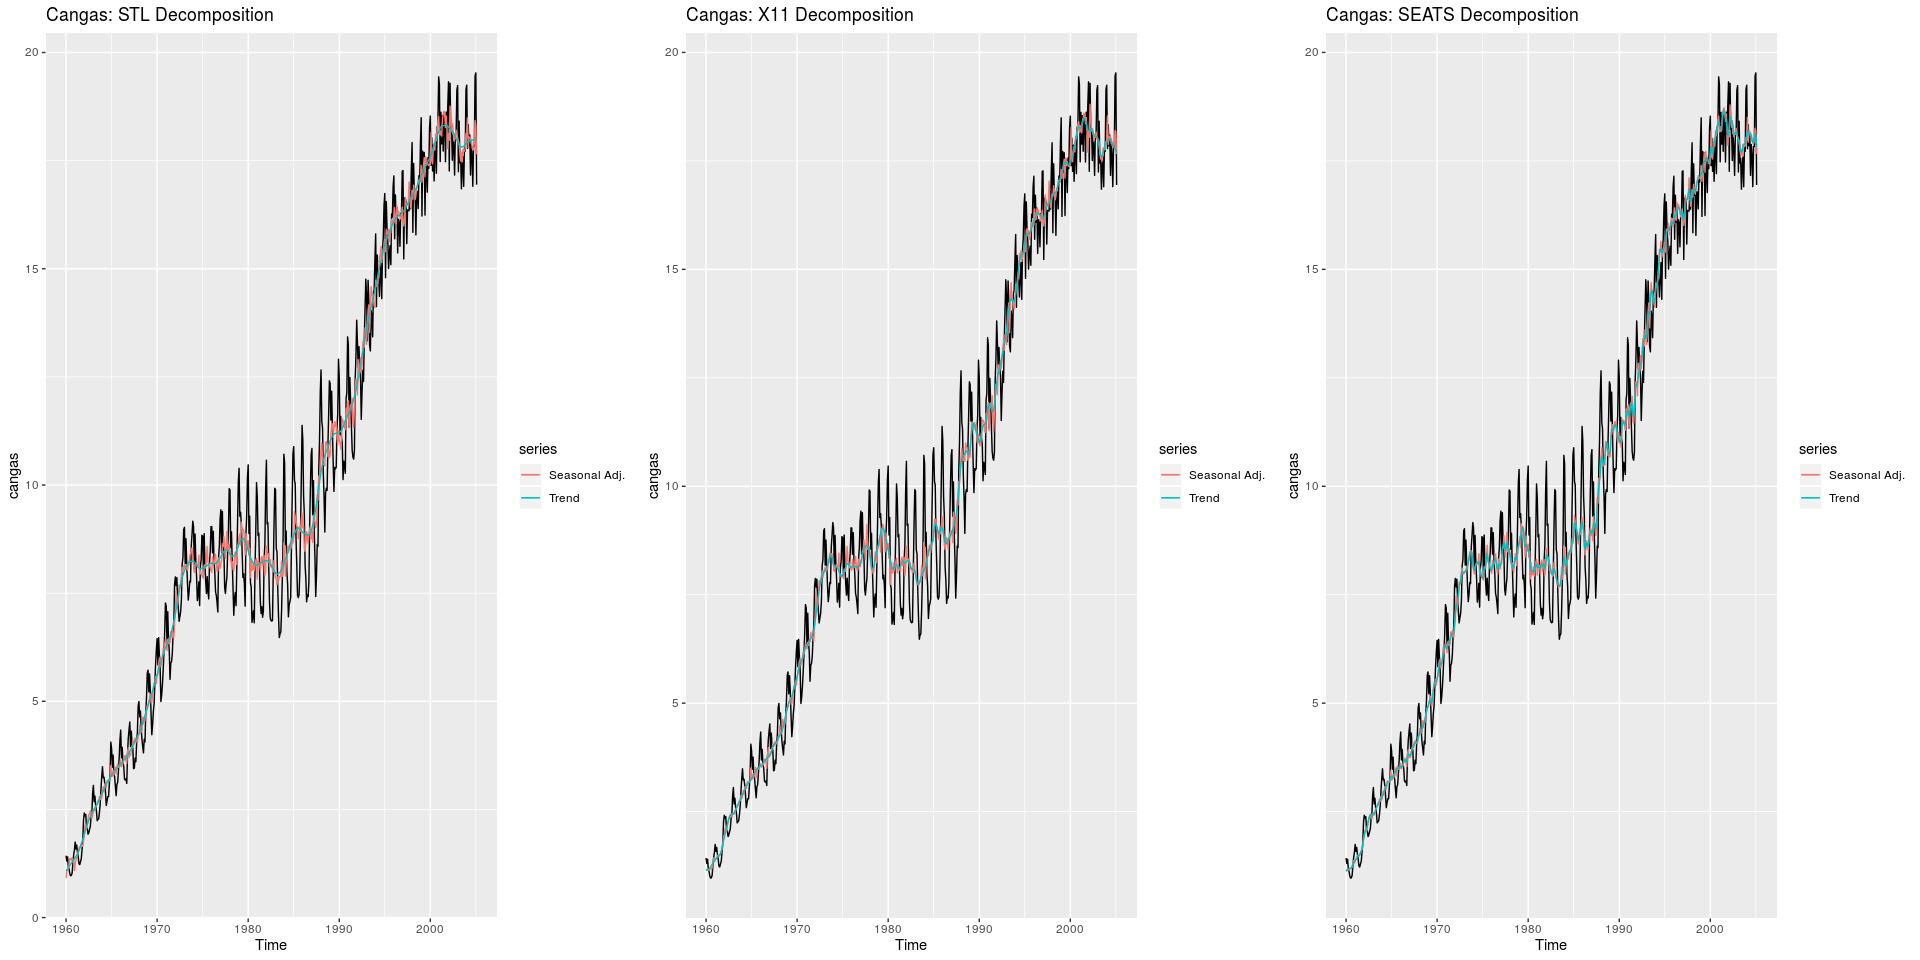 Cangas: STL Decomposition
20
15
10
5
0
cangas
1960 1970 1980 1990 2000
Time
series
Seasonal Adj.
Trend
Cangas: X11 Decomposition
20
15
10
5
cangas
1960 1970 1980 1990 2000
Time
series
Seasonal Adj.
Trend
Cangas: SEATS Decomposition
20
15
10
5
cangas
1960 1970 1980 1990 2000
Time
series
Seasonal Adj.
Trend